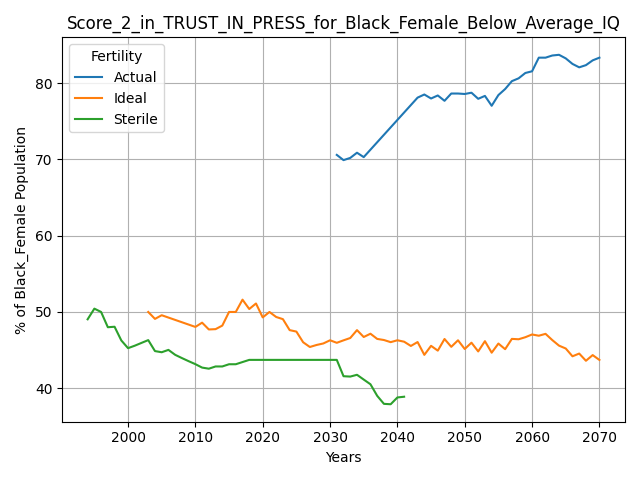 Score_2_in_TRUST_IN_PRESS_for_Black_Female_Below_Average_IQ
Fertility
Actual
Ideal
Sterile
% of Black_Female Population
80
70
60
50
40
2000 2010 2020 2030 2040 2050 2060 2070
Years